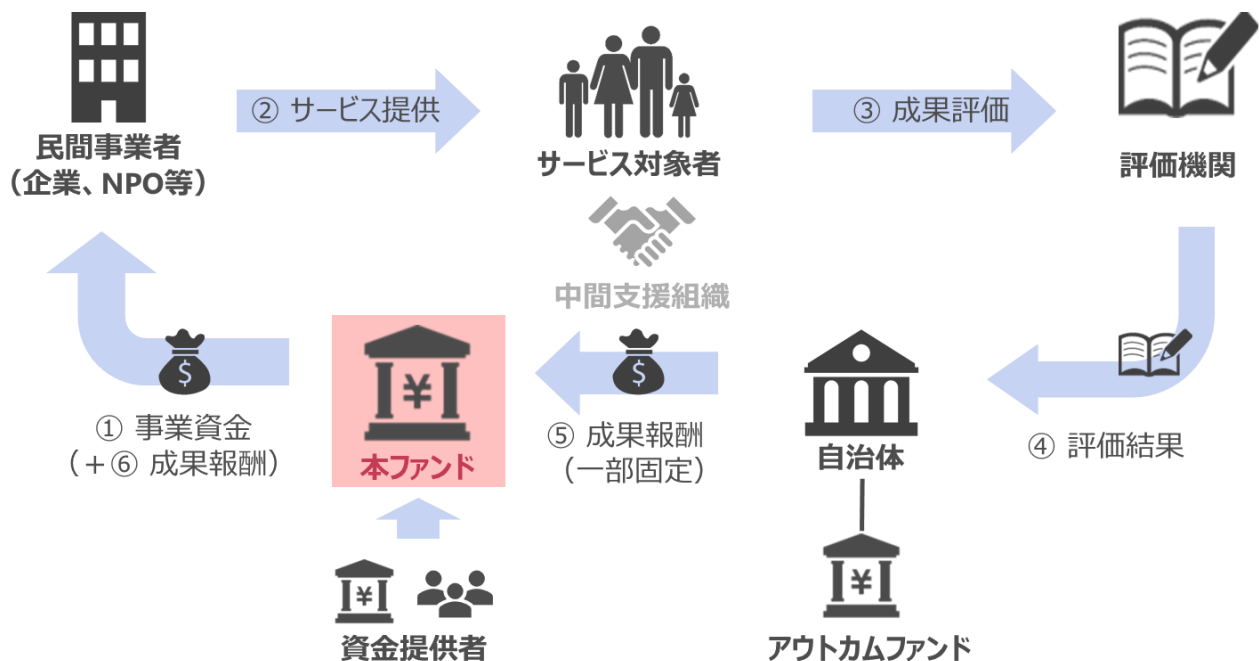 ② サービス提供
③ 成果評価
民間事業者
（企業、NPO等）
サービス対象者
評価機関
中間支援組織
$
¥
$
① 事業資金
（＋⑥ 成果報酬）
本ファンド
⑤ 成果報酬
（一部固定）
自治体
④ 評価結果
¥
¥
資金提供者
アウトカムファンド